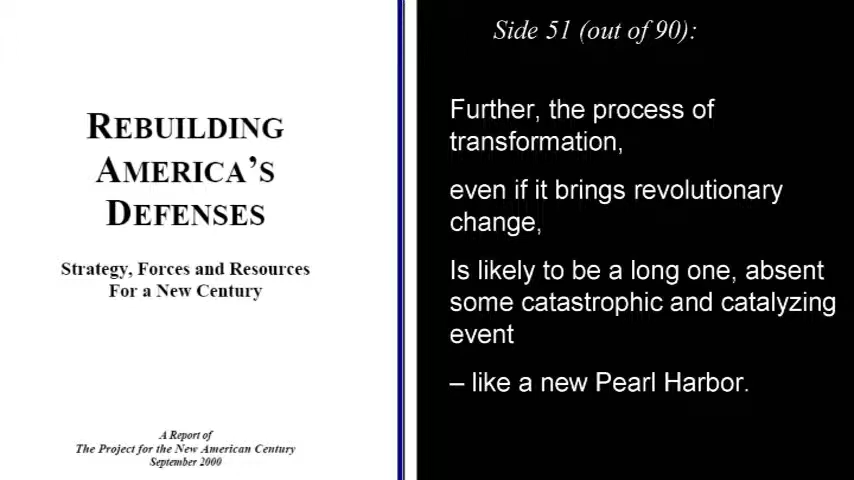 REBUILDING
AMERICA'S
DEFENSES
Strategy, Forces and Resources
For a New Century
A Report of
The Project for the New American Century
September 2000
Side 51 (out of 90):
Further, the process of
transformation,
even if it brings revolutionary
change,
Is likely to be a long one, absent
some catastrophic and catalyzing
event
– like a new Pearl Harbor.